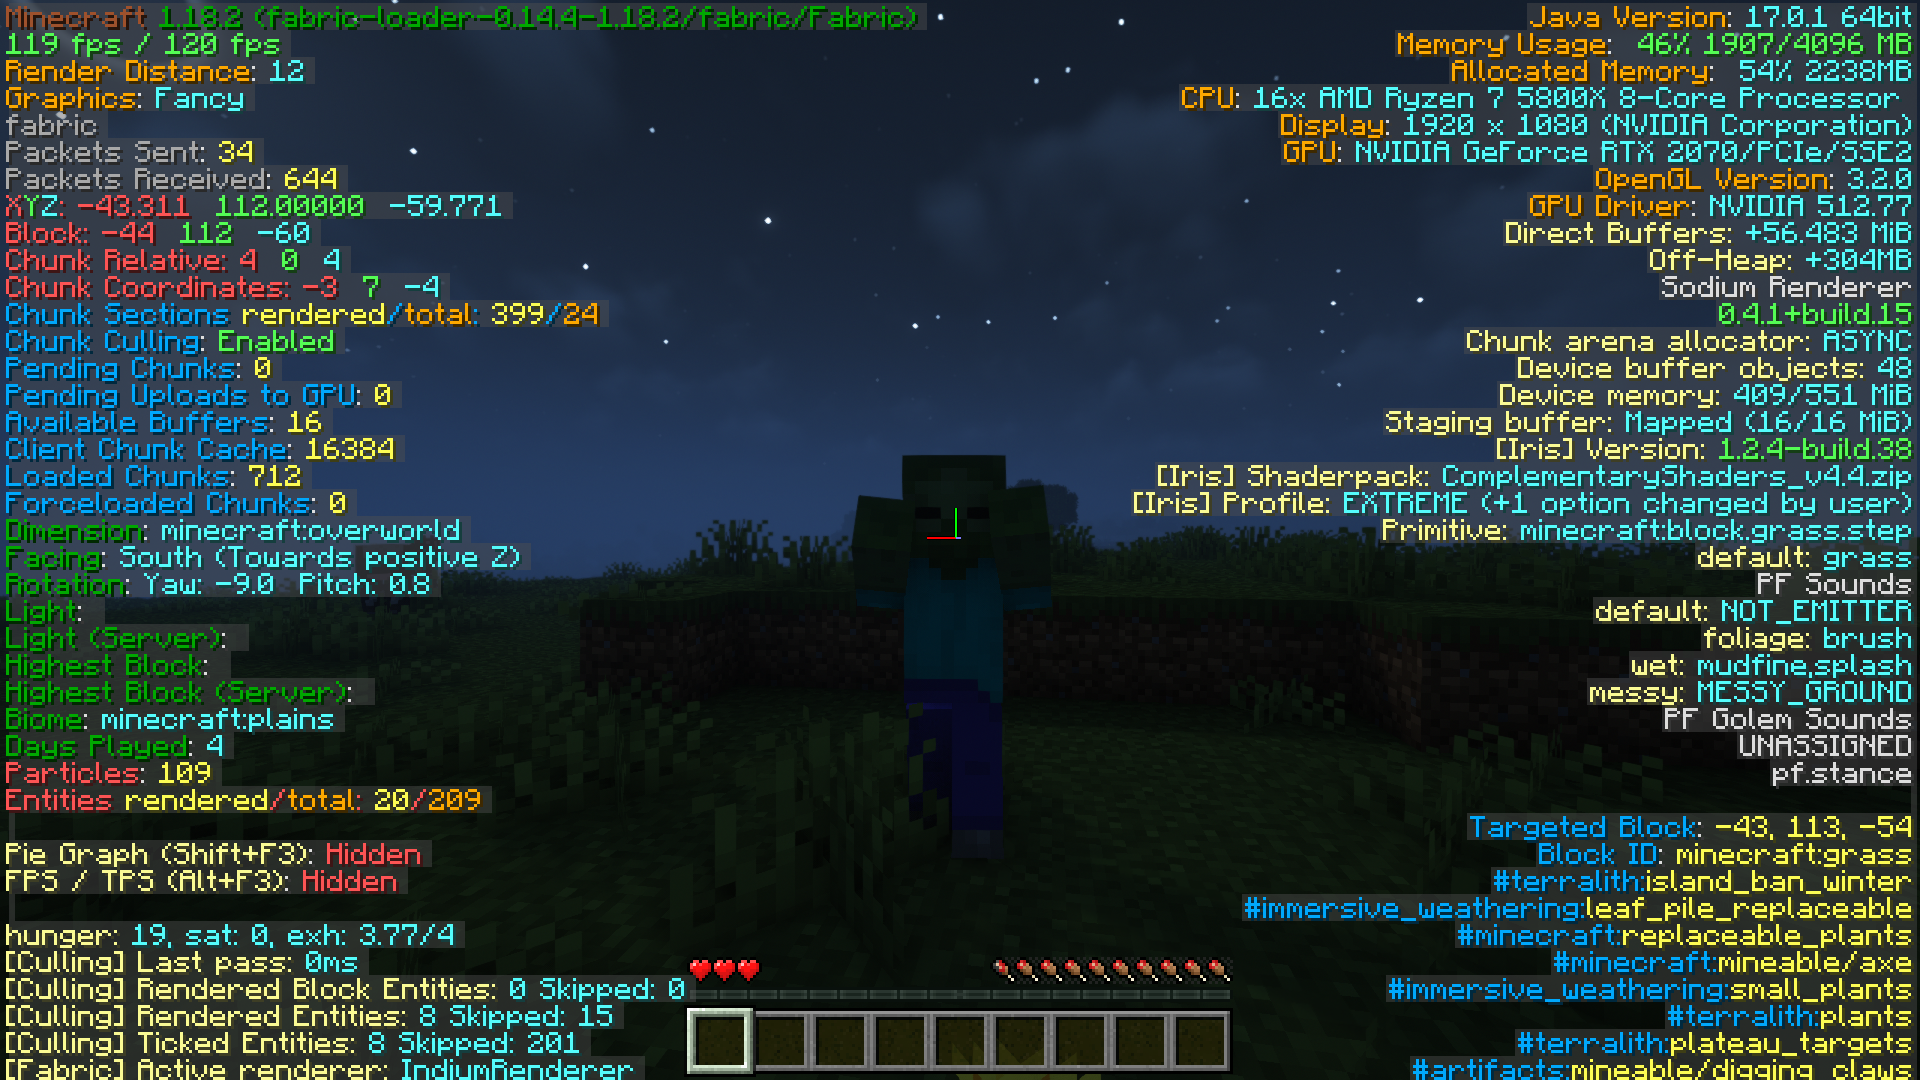 Minecraft 1.18.2 (fabric-loader-0.14.4-1.18.2/fabric/Fabric)
119 fps / 120 fps
Render Distance: 12
Graphics: Fancy
fabric
Packets Sent: 34
Packets Received: 644
XYZ: -43.311 112.00000 -59.771
Block: -44 112 -60
Chunk Relative: 4 0 4
Chunk Coordinates: -3 7 -4
Chunk Sections rendered/total: 399/24
Chunk Culling: Enabled
Pending Chunks: 0
Pending Uploads to GPU: 0
Available Buffers: 16
Client Chunk Cache: 16384
Loaded Chunks: 712
Forceloaded Chunks: 0
Dimension: minecraft:overworld
Facing: South (Towards positive Z)
Rotation: Yaw: -9.0 Pitch: 0.8
Light:
Light (Server):
Highest Block:
Highest Block (Server):
Biome: minecraft:plains
Days Played: 4
Particles: 109
Entities rendered/total: 20/209
Pie Graph (Shift+F3): Hidden
FPS / TPS (Alt+F3): Hidden
hunger: 19, sat: 0, exh: 3.77/4
[Culling] Last pass: 0ms
[Culling] Rendered Block Entities: 0 Skipped: 0
[Culling] Rendered Entities: 8 Skipped: 15
[Culling] Ticked Entities: 8 Skipped: 201
[Fabric] Active renderer: IndiumRenderer
Java Version: 17.0.1 64bit
Memory Usage: 46% 1907/4096 MB
Allocated Memory: 54% 2238MB
CPU: 16x AMD Ryzen 7 5800X 8-Core Processor
Display: 1920 x 1080 (NVIDIA Corporation)
GPU: NVIDIA GeForce RTX 2070/PCIe/SSE2
OpenGL Version: 3.2.0
GPU Driver: NVIDIA 512.77
Direct Buffers: +56.483 MiB
Off-Heap: +304MB
Sodium Renderer
0.4.1+build.15
Chunk arena allocator: ASYNC
Device buffer objects: 48
Device memory: 409/551 MiB
Staging buffer: Mapped (16/16 MiB)
[Iris] Version: 1.2.4-build.38
[Iris] Shaderpack: ComplementaryShaders_v4.4.zip
[Iris] Profile: EXTREME (+1 option changed by user)
Primitive: minecraft:block.grass.step
default: grass
PF Sounds
default: NOT_EMITTER
foliage: brush
wet: mudfine,splash
messy: MESSY_GROUND
PF Golem Sounds
UNASSIGNED
pf.stance
Targeted Block: -43, 113, -54
Block ID: minecraft:grass
#terralith:island_ban_winter
#immersive_weathering:leaf_pile_replaceable
#minecraft:replaceable_plants
#minecraft:mineable/axe
#immersive_weathering:small_plants
#terralith:plants
#terralith:plateau_targets
#artifacts:mineable/digging_claws